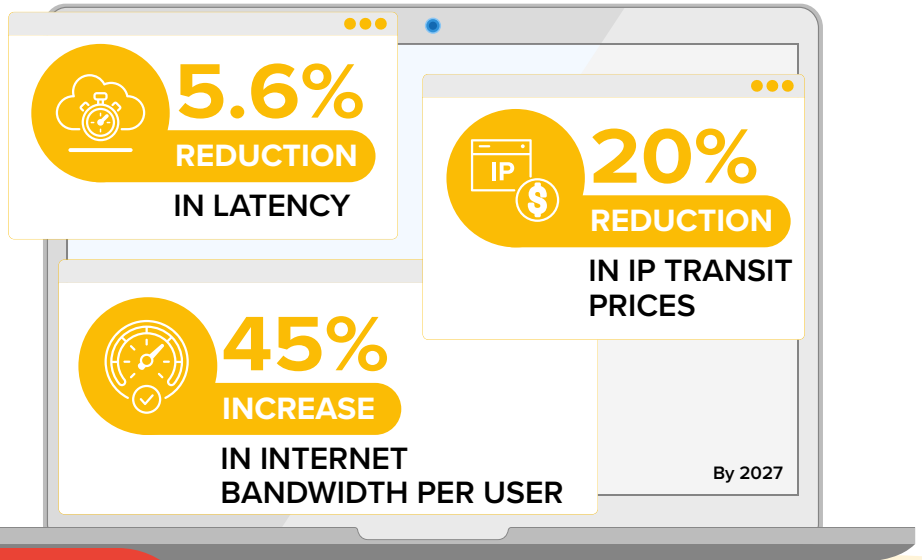 5.6%
REDUCTION
IN LATENCY
IP
$
20%
REDUCTION
IN IP TRANSIT
PRICES
45%
INCREASE
IN INTERNET
BANDWIDTH PER USER
By 2027